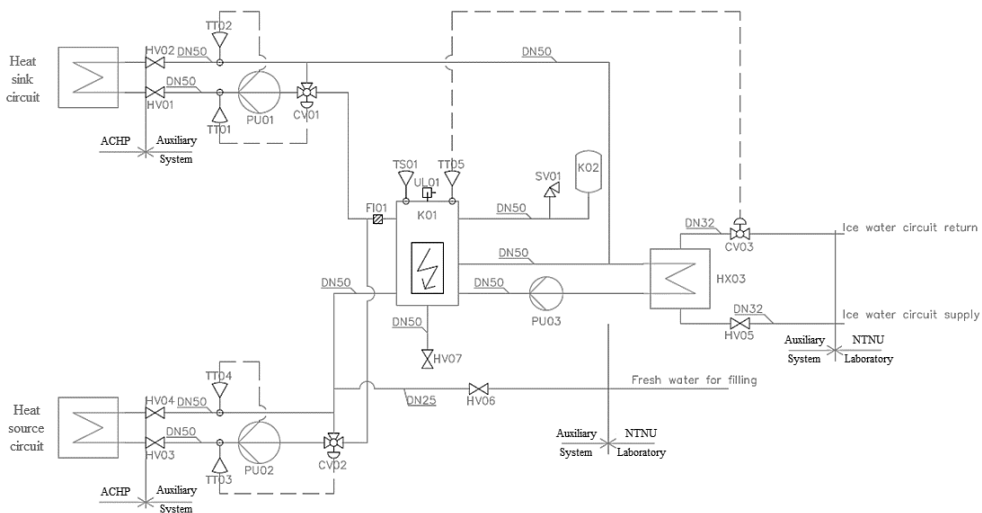 TT02
HV02
DN50
DN50
Heat
sink
circuit
DN50
HV01
PU01
CV01
TT01
ACHP
Auxiliary
System
TS01
TT05
UL01
SV01
K02
FI01
K01
DN50
DN32
Ice water circuit return
CV03
DN50
HX03
DN50
DN50
PU03
DN32
Ice water circuit supply
DN50
HV05
Auxiliary
NTNU
System
Laboratory
HV07
TT04
Fresh water for filling
HV04
DN50
DN25
HV06
Heat
source
circuit
DN50
HV03
PU02
CV02
Auxiliary
NTNU
System
Laboratory
TT03
ACHP
Auxiliary
System